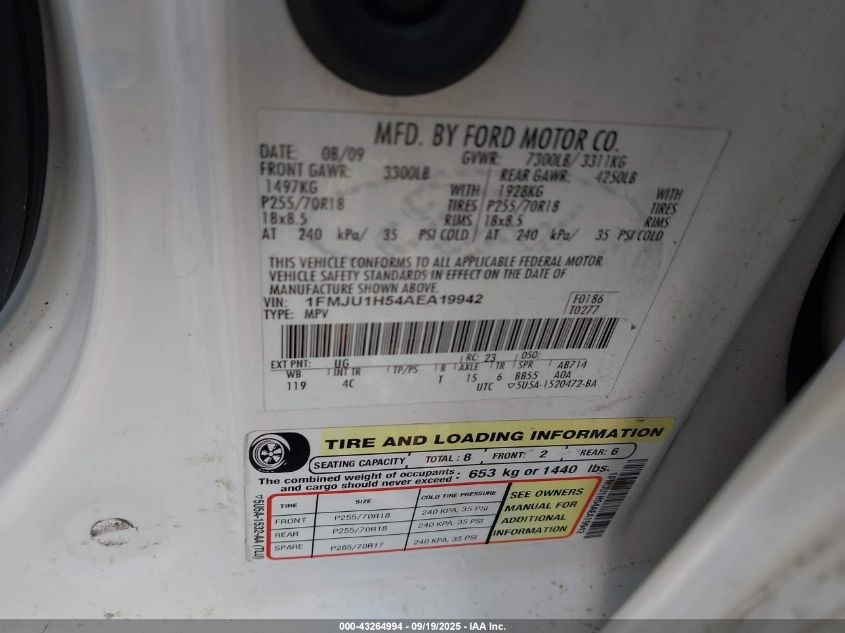 MFD. BY FORD MOTOR CO.
DATE: 08/09 GVWR: 7300LB/ 3311KG
FRONT GAWR: 3300LB REAR GAWR: 4250LB
1497KG WITH 1928KG WITH
P255/70R18 TIRES P255/70R18 TIRES
18x8.5 RIMS 18x8.5 RIMS
AT 240 kPa/ 35 PSI COLD AT 240 kPa/ 35 PSI COLD
THIS VEHICLE CONFORMS TO ALL APPLICABLE FEDERAL MOTOR
VEHICLE SAFETY STANDARDS IN EFFECT ON THE DATE OF
MANUFACTURE SHOWN ABOVE.
VIN: 1FMJU1H54AEA19942 F0186
TYPE: MPV T0277
EXT PNT: UG RC: 23 DSO:
WB INT TR TP/PS R AXLE TR SPR AB714
119 4C T 15 6 BB55 AOA
UTC ▽5U5A-1520472-BA
TIRE AND LOADING INFORMATION
SEATING CAPACITY TOTAL: 8 FRONT: 2 REAR: 6
The combined weight of occupants and cargo should never exceed: 653 kg or 1440 lbs.
TIRE SIZE COLD TIRE PRESSURE
FRONT P255/70R18 240 KPA, 35 PSI
REAR P255/70R18 240 KPA, 35 PSI
SPARE P265/70R17 240 KPA, 35 PSI
SEE OWNERS
MANUAL FOR
ADDITIONAL
INFORMATION
▽5U5A-1532-AA (TLU)
000-43264994 - 09/19/2025 - IAA Inc.